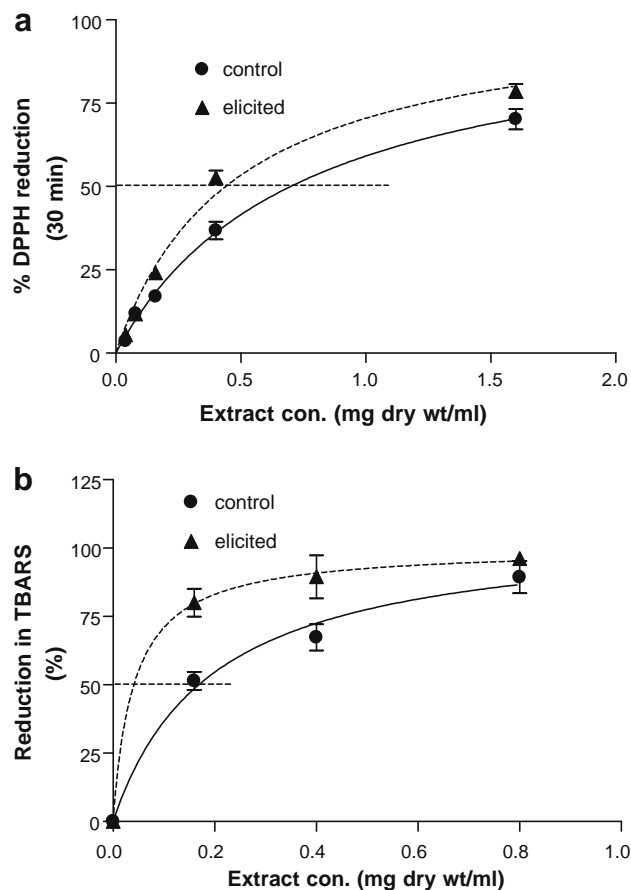 a
100
75
50
25
0
% DPPH reduction
(30 min)
control
elicited
0.0 0.5 1.0 1.5 2.0
Extract con. (mg dry wt/ml)
b
125
100
75
50
25
0
Reduction in TBARS
(%)
control
elicited
0.0 0.2 0.4 0.6 0.8 1.0
Extract con. (mg dry wt/ml)